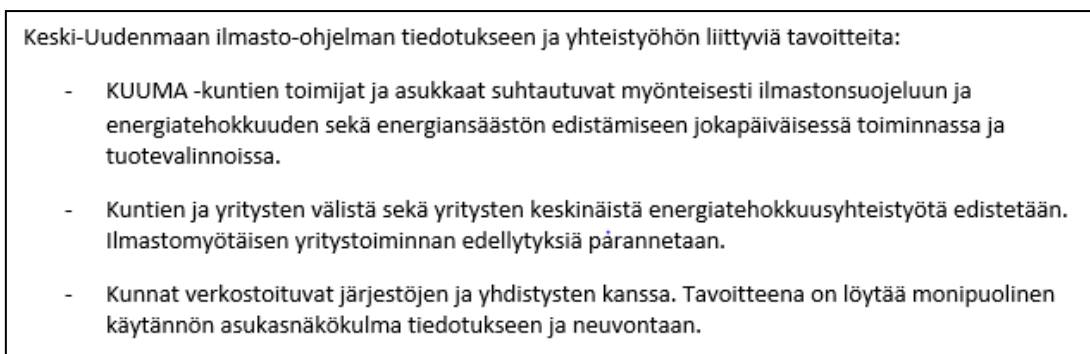 Keski-Uudenmaan ilmasto-ohjelman tiedotukseen ja yhteistyöhön liittyviä tavoitteita:
- KUUMA -kuntien toimijat ja asukkaat suhtautuvat myönteisesti ilmastonsuojeluun ja
energiatehokkuuden sekä energiansäästön edistämiseen jokapäiväisessä toiminnassa ja
tuotevalinnoissa.
- Kuntien ja yritysten välistä sekä yritysten keskinäistä energiatehokkuusyhteistyötä edistetään.
Ilmastomyötäisen yritystoiminnan edellytyksiä parannetaan.
- Kunnat verkostoituvat järjestöjen ja yhdistysten kanssa. Tavoitteena on löytää monipuolinen
käytännön asukasnäkökulma tiedotukseen ja neuvontaan.